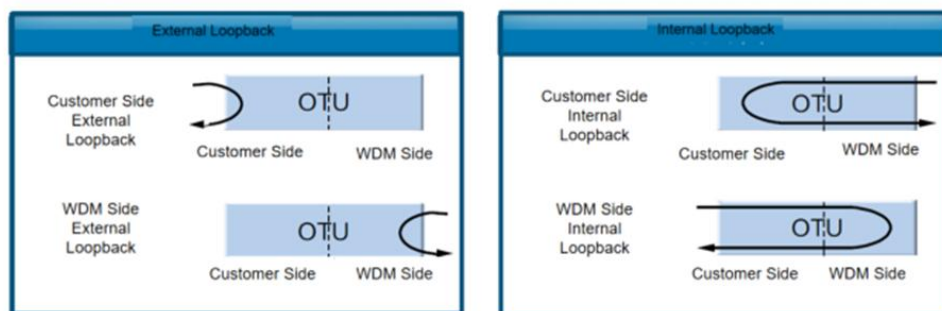 External Loopback
Customer Side
External
Loopback
OTU
Customer Side WDM Side
WDM Side
External
Loopback
OTU
Customer Side WDM Side
Internal Loopback
Customer Side
Internal
Loopback
OTU
Customer Side WDM Side
WDM Side
Internal
Loopback
OTU
Customer Side WDM Side